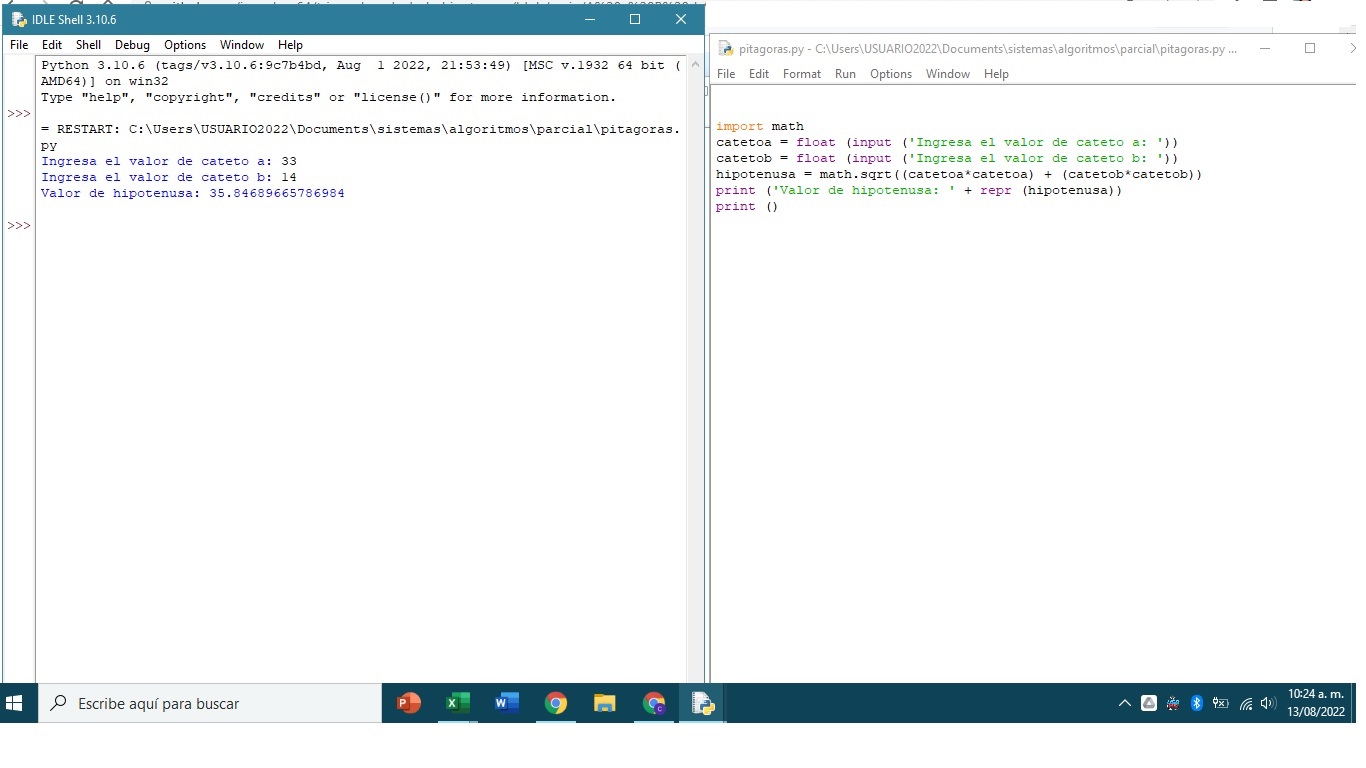 IDLE Shell 3.10.6
File Edit Shell Debug Options Window Help
Python 3.10.6 (tags/v3.10.6:9c7b4bd, Aug  1 2022, 21:53:49) [MSC v.1932 64 bit (
AMD64)] on win32
Type "help", "copyright", "credits" or "license()" for more information.
>>>
= RESTART: C:\Users\USUARIO2022\Documents\sistemas\algoritmos\parcial\pitagoras.
py
Ingresa el valor de cateto a: 33
Ingresa el valor de cateto b: 14
Valor de hipotenusa: 35.84689665786984
>>>
pitagoras.py - C:\Users\USUARIO2022\Documents\sistemas\algoritmos\parcial\pitagoras.py ...
File Edit Format Run Options Window Help
import math
catetoa = float (input ('Ingresa el valor de cateto a: '))
catetob = float (input ('Ingresa el valor de cateto b: '))
hipotenusa = math.sqrt((catetoa*catetoa) + (catetob*catetob))
print ('Valor de hipotenusa: ' + repr (hipotenusa))
print ()
Escribe aquí para buscar
10:24 a. m.
13/08/2022